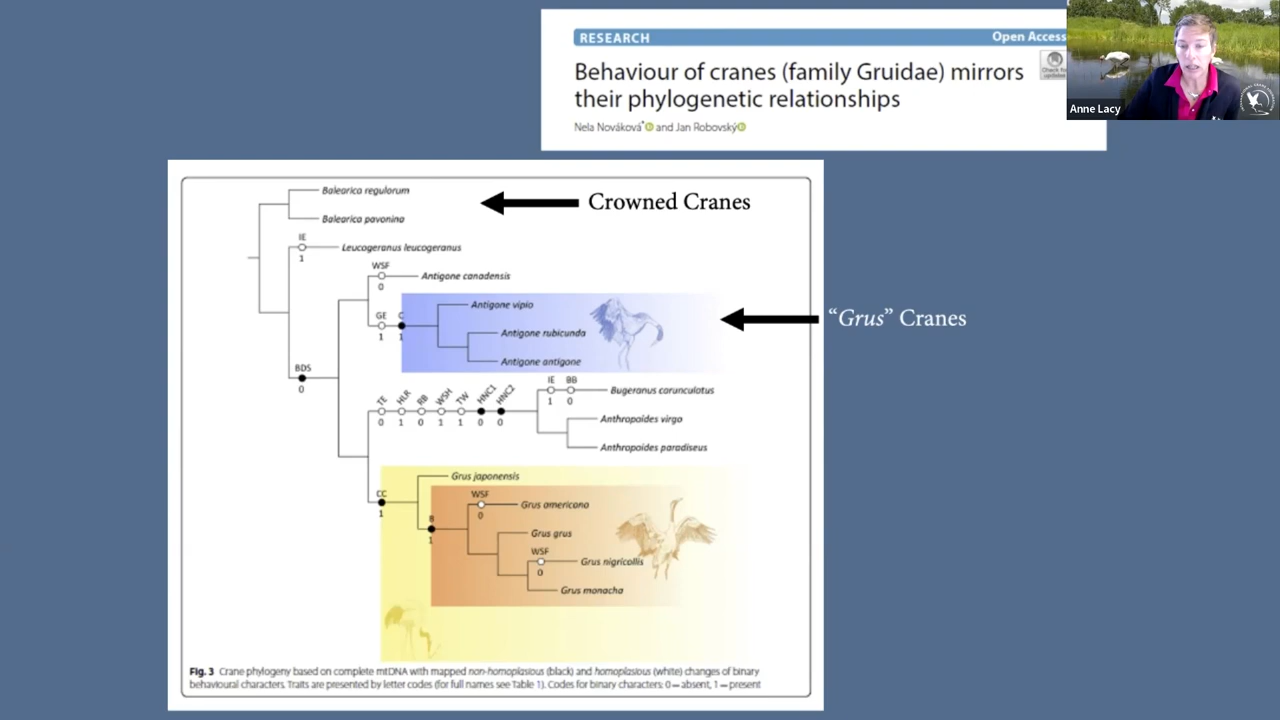 RESEARCH Open Access
Behaviour of cranes (family Gruidae) mirrors
their phylogenetic relationships
Nela Nováková* and Jan Robovský
Check for
updates
Anne Lacy
Balearica regulorum
Crowned Cranes
Balearica pavonina
IE
1
Leucogeranus leucogeranus
WSF
0
Antigone canadensis
GE
1
C
1
Antigone vipio
Antigone rubicunda
Antigone antigone
"Grus" Cranes
BDS
0
TE HLR RB WSH TW HNC1 HNC2
0 1 0 1 1 0 0
IE BB
1 0
Bugeranus carunculatus
Anthropoides virgo
Anthropoides paradiseus
Grus japonensis
CC
1
B
1
WSF
0
Grus americana
Grus grus
WSF
0
Grus nigricollis
Grus monacha
Fig. 3 Crane phylogeny based on complete mtDNA with mapped non-homoplasious (black) and homoplasious (white) changes of binary
behavioural characters. Traits are presented by letter codes (for full names see Table 1). Codes for binary characters: 0 – absent, 1 – present